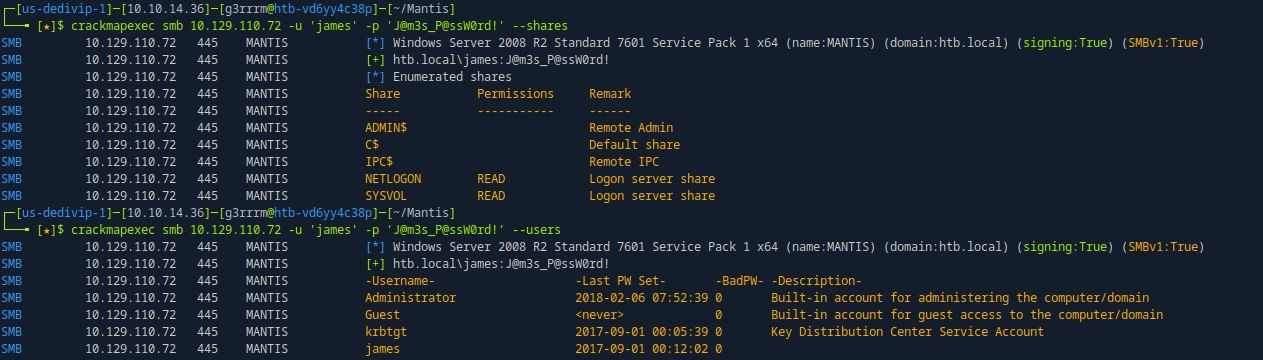 ┌─[us-dedivip-1]─[10.10.14.36]─[g3rrrm@htb-vd6yy4c38p]─[~/Mantis]
└──╼ [★]$ crackmapexec smb 10.129.110.72 -u 'james' -p 'J@m3s_P@ssW0rd!' --shares
SMB 10.129.110.72 445 MANTIS [*] Windows Server 2008 R2 Standard 7601 Service Pack 1 x64 (name:MANTIS) (domain:htb.local) (signing:True) (SMBv1:True)
SMB 10.129.110.72 445 MANTIS [+] htb.local\james:J@m3s_P@ssW0rd!
SMB 10.129.110.72 445 MANTIS [*] Enumerated shares
SMB 10.129.110.72 445 MANTIS Share Permissions Remark
SMB 10.129.110.72 445 MANTIS ----- ----------- ------
SMB 10.129.110.72 445 MANTIS ADMIN$ Remote Admin
SMB 10.129.110.72 445 MANTIS C$ Default share
SMB 10.129.110.72 445 MANTIS IPC$ Remote IPC
SMB 10.129.110.72 445 MANTIS NETLOGON READ Logon server share
SMB 10.129.110.72 445 MANTIS SYSVOL READ Logon server share
┌─[us-dedivip-1]─[10.10.14.36]─[g3rrrm@htb-vd6yy4c38p]─[~/Mantis]
└──╼ [★]$ crackmapexec smb 10.129.110.72 -u 'james' -p 'J@m3s_P@ssW0rd!' --users
SMB 10.129.110.72 445 MANTIS [*] Windows Server 2008 R2 Standard 7601 Service Pack 1 x64 (name:MANTIS) (domain:htb.local) (signing:True) (SMBv1:True)
SMB 10.129.110.72 445 MANTIS [+] htb.local\james:J@m3s_P@ssW0rd!
SMB 10.129.110.72 445 MANTIS -Username- -Last PW Set- -BadPW- -Description-
SMB 10.129.110.72 445 MANTIS Administrator 2018-02-06 07:52:39 0 Built-in account for administering the computer/domain
SMB 10.129.110.72 445 MANTIS Guest <never> 0 Built-in account for guest access to the computer/domain
SMB 10.129.110.72 445 MANTIS krbtgt 2017-09-01 00:05:39 0 Key Distribution Center Service Account
SMB 10.129.110.72 445 MANTIS james 2017-09-01 00:12:02 0